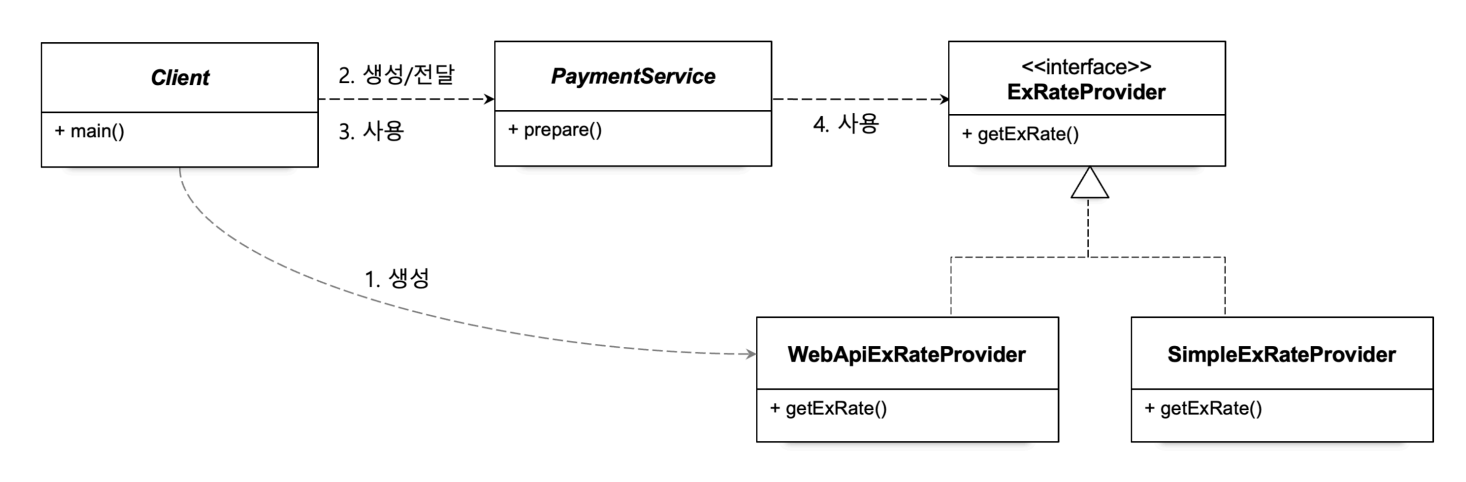 Client
+ main()
2. 생성/전달
3. 사용
PaymentService
+ prepare()
4. 사용
<<interface>>
ExRateProvider
+ getExRate()
1. 생성
WebApiExRateProvider
+ getExRate()
SimpleExRateProvider
+ getExRate()